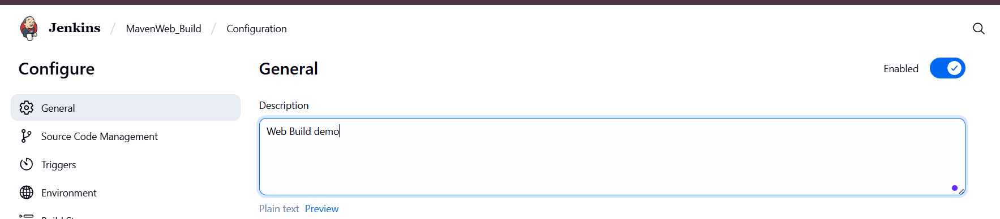 Jenkins / MavenWeb_Build / Configuration
Configure
General
Source Code Management
Triggers
Environment
General
Enabled
Description
Web Build demo
Plain text Preview